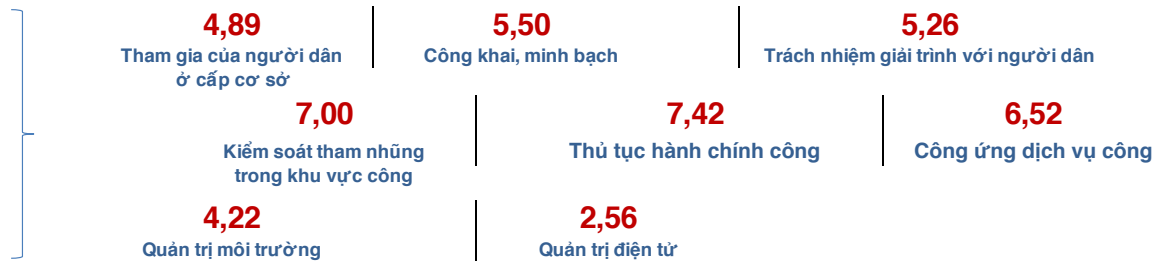 4,89
5,50
5,26
Tham gia của người dân
ở cấp cơ sở
Công khai, minh bạch
Trách nhiệm giải trình với người dân
7,00
7,42
6,52
Kiểm soát tham nhũng
trong khu vực công
Thủ tục hành chính công
Công ứng dịch vụ công
4,22
2,56
Quản trị môi trường
Quản trị điện tử